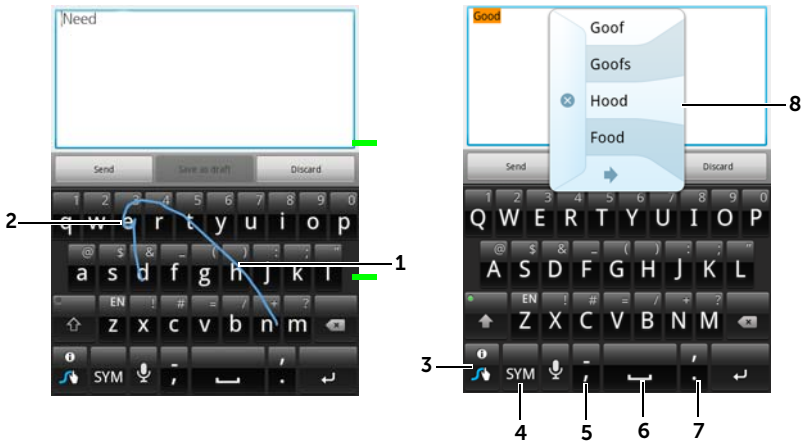 Need
Send Save as draft Discard
1 2 3 4 5 6 7 8 9 0
q w e r t y u i o p
@ $ & _ ( ) : ; "
a s d f g h j k l
EN ! # = / + ?
z x c v b n m
SYM - , , .
1
2
Good
Goof
Goofs
Hood
Food
Send Discard
1 2 3 4 5 6 7 8 9 0
Q W E R T Y U I O P
@ $ & _ ( ) : ; "
A S D F G H J K L
EN ! # = / + ?
Z X C V B N M
SYM - , , .
3
4
5
6
7
8